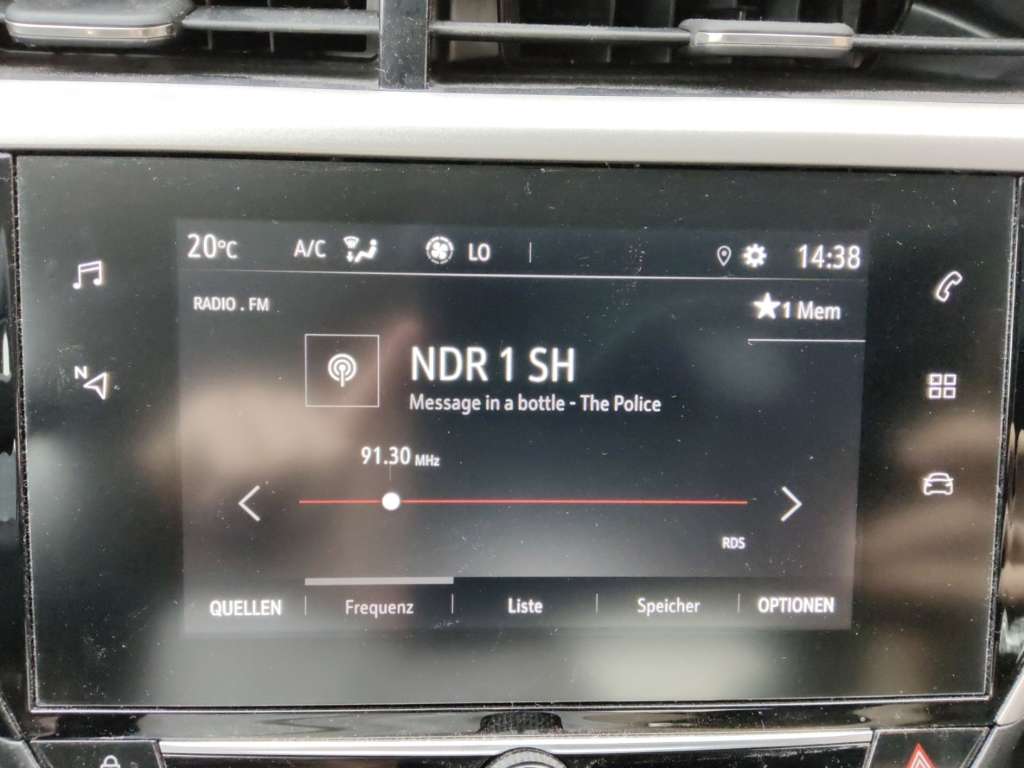 20°C A/C LO 14:38
RADIO . FM
1 Mem
NDR 1 SH
Message in a bottle - The Police
91.30 MHz
N
RDS
QUELLEN Frequenz Liste Speicher OPTIONEN